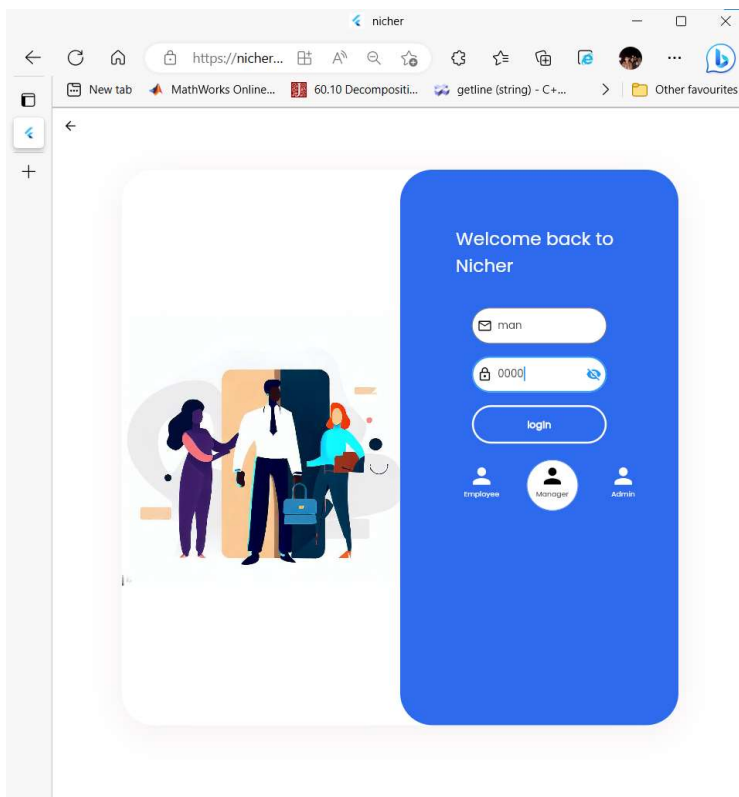 nicher
https://nicher...
New tab
MathWorks Online...
60.10 Decompositi...
getline (string) - C+...
Other favourites
Welcome back to
Nicher
man
0000
login
Employee
Manager
Admin